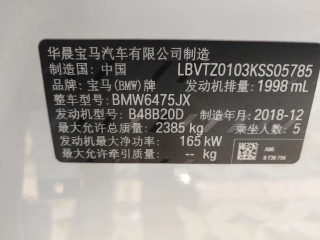 华晨宝马汽车有限公司制造
制造国: 中国 LBVTZ0103KSS05785
品牌: 宝马(BMW)牌 发动机排量: 1998 mL
整车型号: BMW6475JX
发动机型号: B48B20D 制造年月: 2018-12
最大允许总质量: 2385 kg 乘坐人数: 5
发动机最大净功率: 165 kW
最大允许牵引质量: -- kg